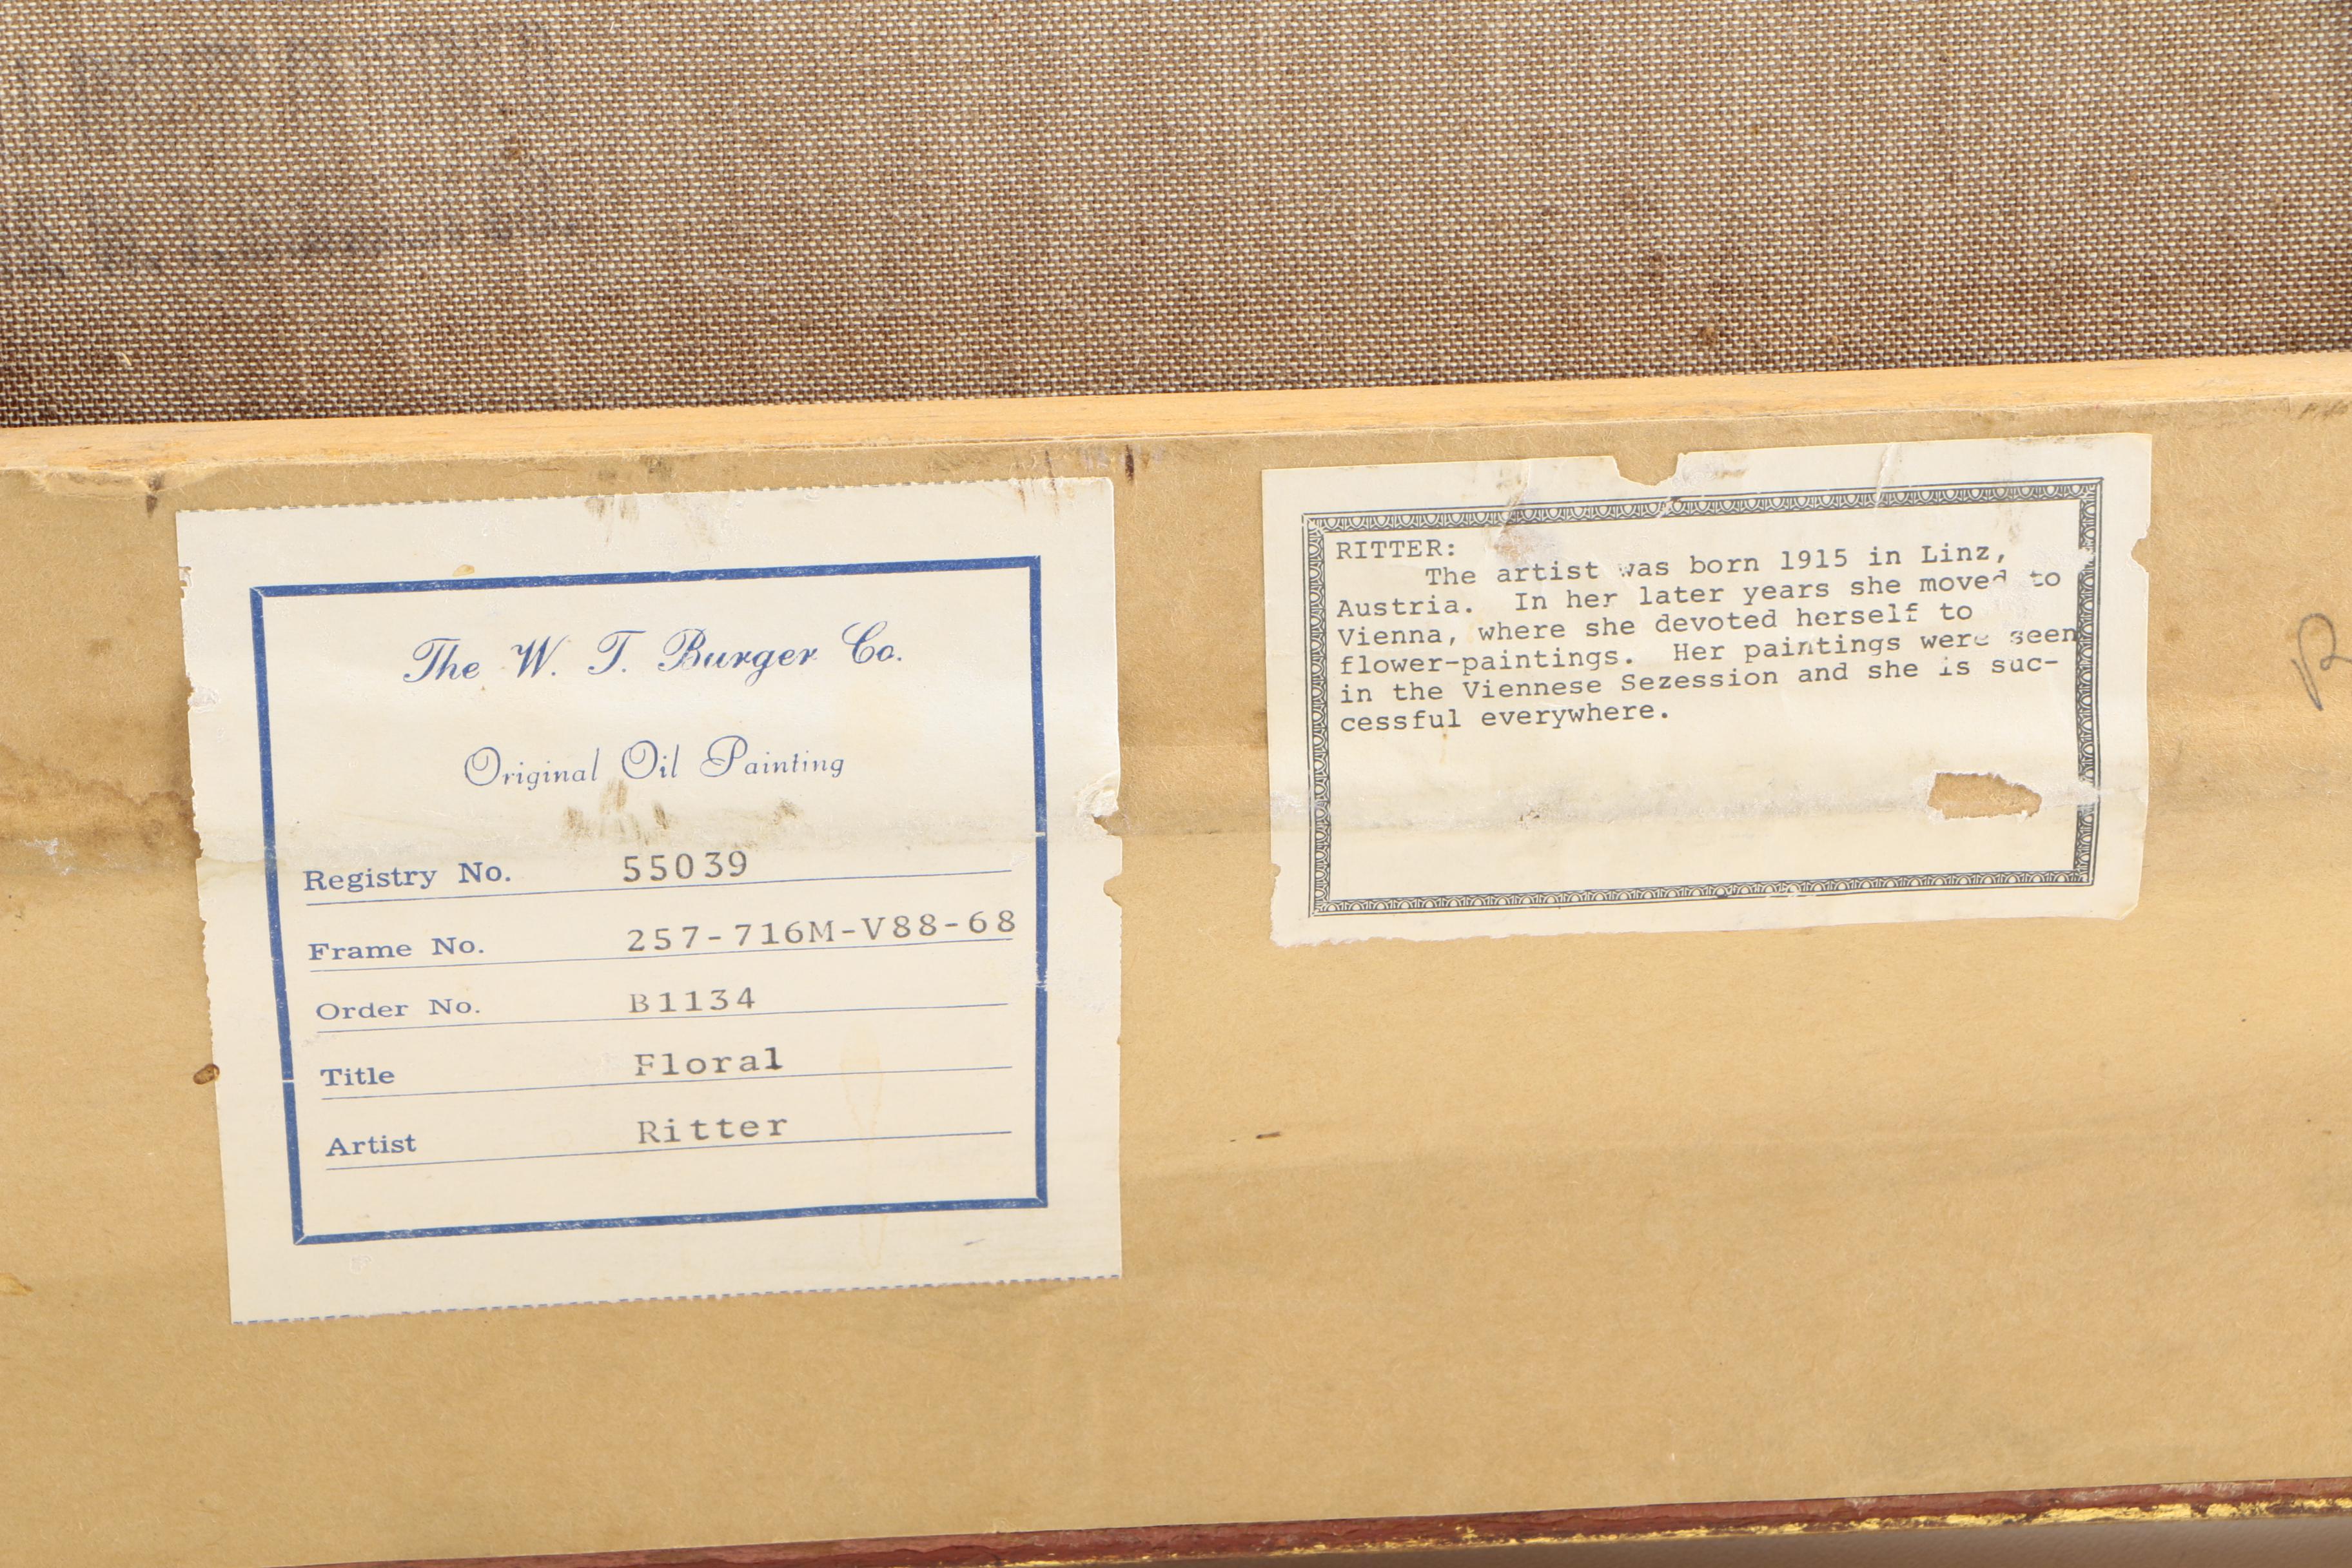 The W. T. Burger Co.
Original Oil Painting
Registry No. 55039
Frame No. 257-716M-V88-68
Order No. B1134
Title Floral
Artist Ritter
RITTER:
The artist was born 1915 in Linz,
Austria. In her later years she moved to
Vienna, where she devoted herself to
flower-paintings. Her paintings were seen
in the Viennese Sezession and she is suc-
cessful everywhere.